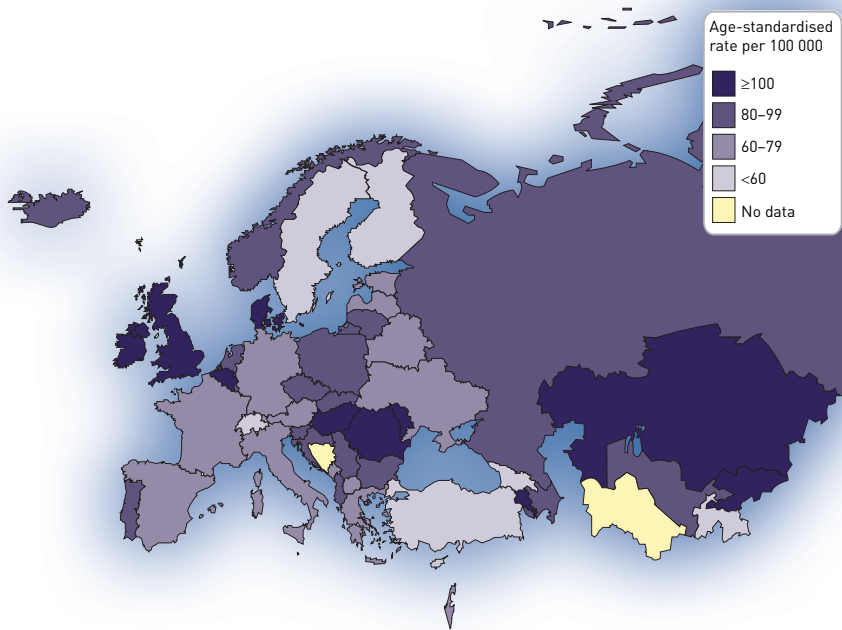 Age-standardised
rate per 100 000
≥100
80–99
60–79
<60
No data